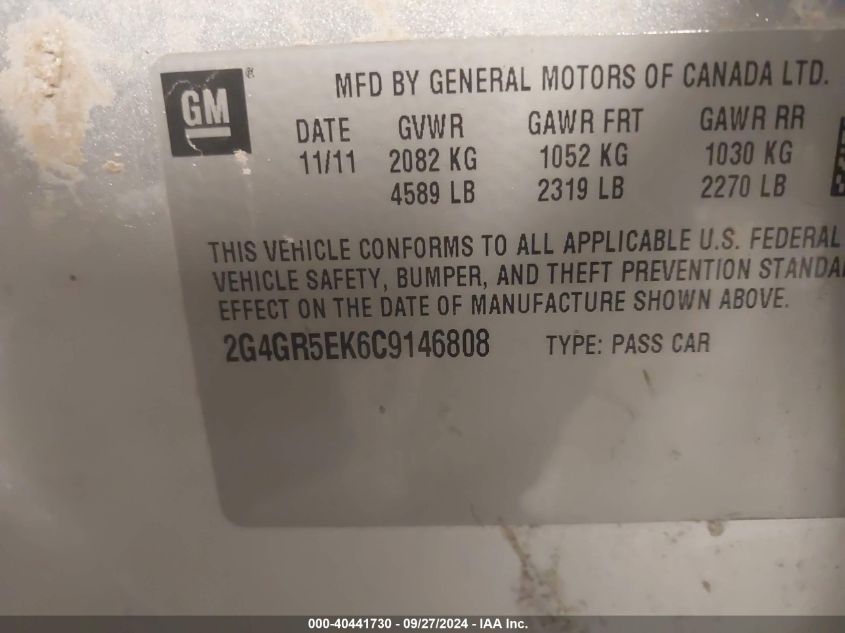 GM ®
MFD BY GENERAL MOTORS OF CANADA LTD.
DATE GVWR GAWR FRT GAWR RR
11/11 2082 KG 1052 KG 1030 KG
4589 LB 2319 LB 2270 LB
THIS VEHICLE CONFORMS TO ALL APPLICABLE U.S. FEDERAL
VEHICLE SAFETY, BUMPER, AND THEFT PREVENTION STANDA
EFFECT ON THE DATE OF MANUFACTURE SHOWN ABOVE.
2G4GR5EK6C9146808 TYPE: PASS CAR
000-40441730 - 09/27/2024 - IAA Inc.